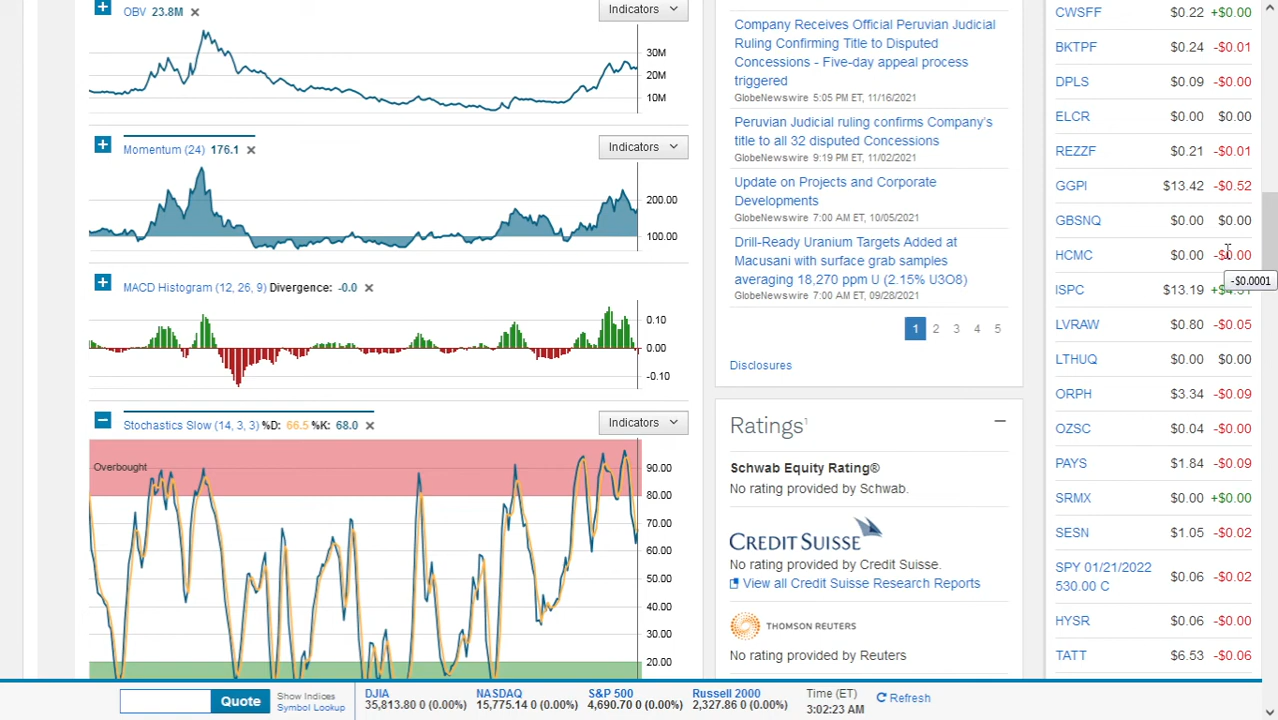 OBV 23.8M
Indicators
30M
20M
10M
Momentum (24) 176.1
Indicators
200.00
100.00
MACD Histogram (12, 26, 9) Divergence: -0.0
0.10
0.00
-0.10
Stochastics Slow (14, 3, 3) %D: 66.5 %K: 68.0
Indicators
Overbought
90.00
80.00
70.00
60.00
50.00
40.00
30.00
20.00
Company Receives Official Peruvian Judicial
Ruling Confirming Title to Disputed
Concessions - Five-day appeal process
triggered
GlobeNewswire 5:05 PM ET, 11/16/2021
Peruvian Judicial ruling confirms Company's
title to all 32 disputed Concessions
GlobeNewswire 9:19 PM ET, 11/02/2021
Update on Projects and Corporate
Developments
GlobeNewswire 7:00 AM ET, 10/05/2021
Drill-Ready Uranium Targets Added at
Macusani with surface grab samples
averaging 18,270 ppm U (2.15% U3O8)
GlobeNewswire 7:00 AM ET, 09/28/2021
1 2 3 4 5
Disclosures
Ratings¹
Schwab Equity Rating®
No rating provided by Schwab.
CREDIT SUISSE
No rating provided by Credit Suisse.
View all Credit Suisse Research Reports
THOMSON REUTERS
No rating provided by Reuters
CWSFF $0.22 +$0.00
BKTPF $0.24 -$0.01
DPLS $0.09 -$0.00
ELCR $0.00 $0.00
REZZF $0.21 -$0.01
GGPI $13.42 -$0.52
GBSNQ $0.00 $0.00
HCMC $0.00 -$0.00
-$0.0001
ISPC $13.19
LVRAW $0.80 -$0.05
LTHUQ $0.00 $0.00
ORPH $3.34 -$0.09
OZSC $0.04 -$0.00
PAYS $1.84 -$0.09
SRMX $0.00 +$0.00
SESN $1.05 -$0.02
SPY 01/21/2022 $0.06 -$0.02
530.00 C
HYSR $0.06 -$0.00
TATT $6.53 -$0.06
Quote
Show Indices
Symbol Lookup
DJIA
35,813.80 0 (0.00%)
NASDAQ
15,775.14 0 (0.00%)
S&P 500
4,690.70 0 (0.00%)
Russell 2000
2,327.86 0 (0.00%)
Time (ET)
3:02:23 AM
Refresh